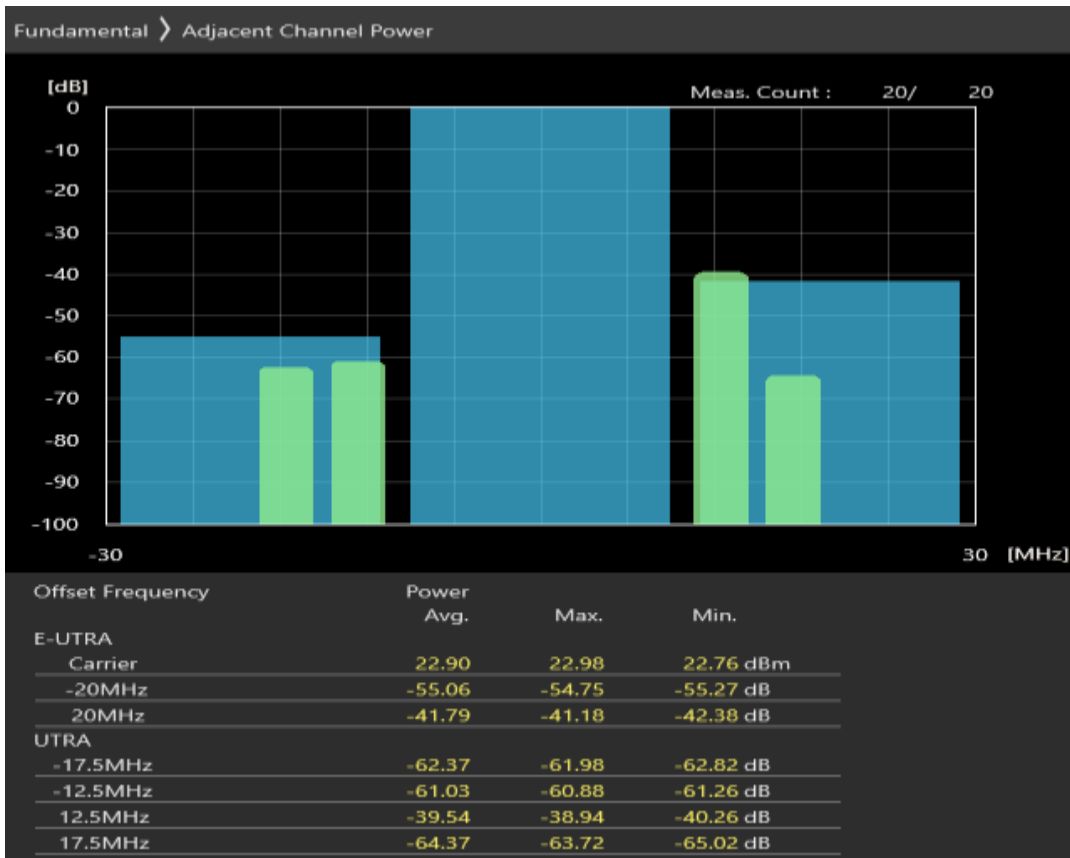 Fundamental 》 Adjacent Channel Power
[dB]
Meas. Count : 20/ 20
0
-10
-20
-30
-40
-50
-60
-70
-80
-90
-100
-30 30 [MHz]
Offset Frequency Power
Avg. Max. Min.
E-UTRA
Carrier 22.90 22.98 22.76 dBm
-20MHz -55.06 -54.75 -55.27 dB
20MHz -41.79 -41.18 -42.38 dB
UTRA
-17.5MHz -62.37 -61.98 -62.82 dB
-12.5MHz -61.03 -60.88 -61.26 dB
12.5MHz -39.54 -38.94 -40.26 dB
17.5MHz -64.37 -63.72 -65.02 dB